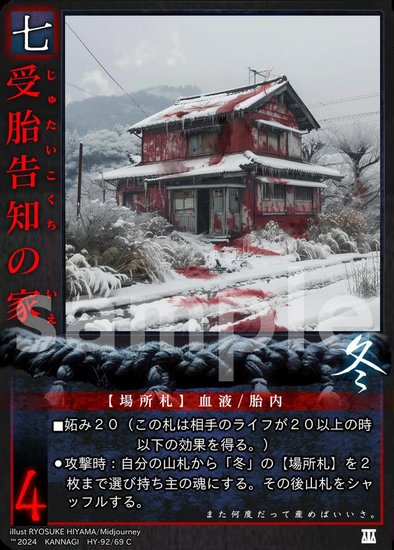 七
受胎告知の家
じゅたいこくち いえ
sample
冬
【場所札】血液/胎内
■妬み20（この札は相手のライフが20以上の時
以下の効果を得る。）
●攻撃時：自分の山札から「冬」の【場所札】を2
枚まで選び持ち主の魂にする。その後山札をシャ
ッフルする。
また何度だって産めばいいさ。
4
illust RYOSUKE HIYAMA/Midjourney
™2024 KANNAGI HY-92/69 C